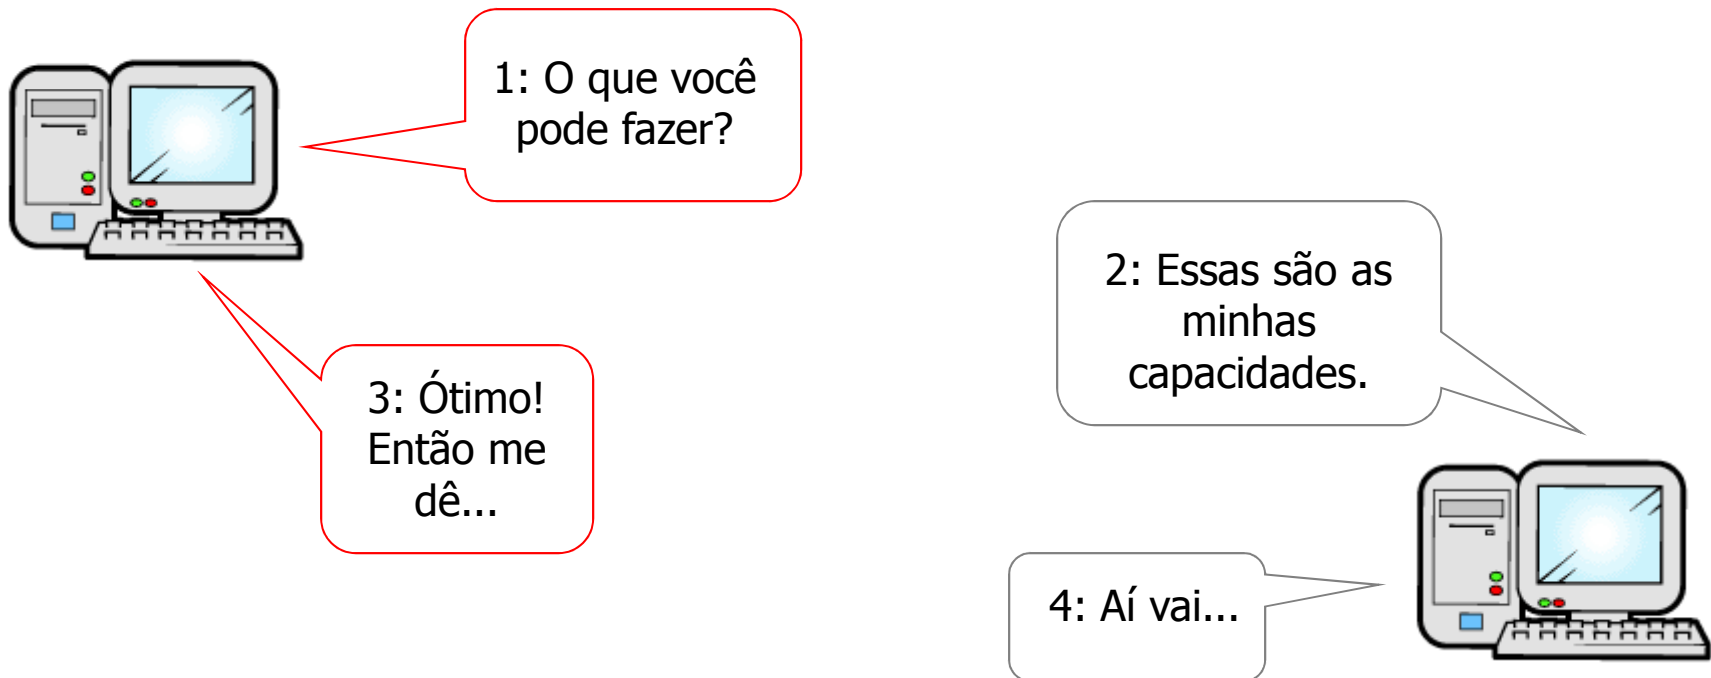 1: O que você
pode fazer?
2: Essas são as
minhas
capacidades.
3: Ótimo!
Então me
dê...
4: Aí vai...